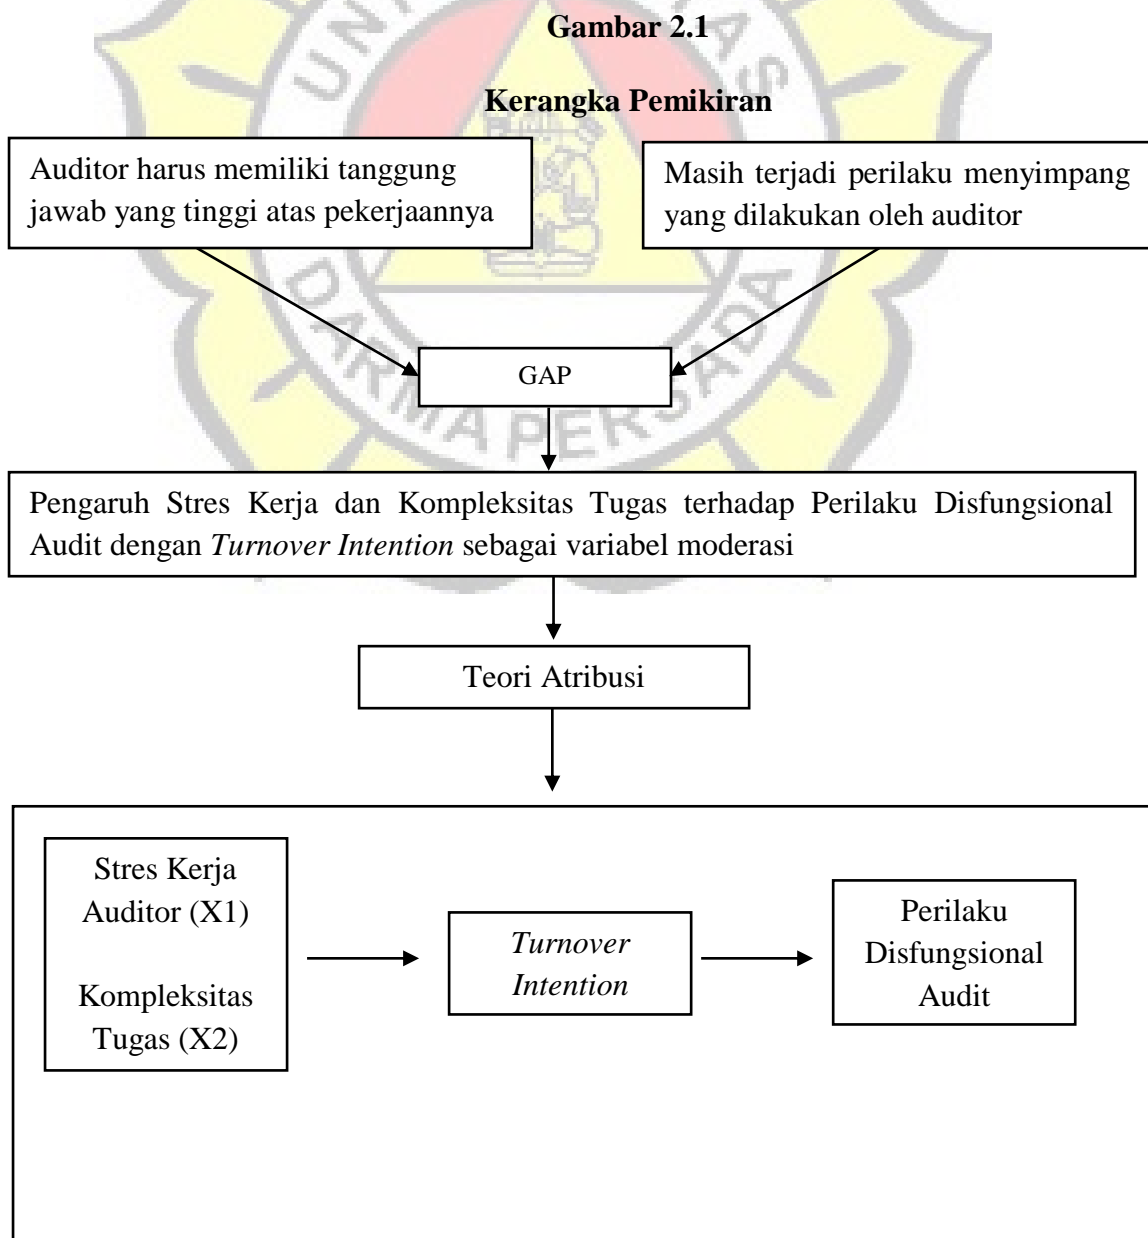 Gambar 2.1
Kerangka Pemikiran
Auditor harus memiliki tanggung
jawab yang tinggi atas pekerjaannya
Masih terjadi perilaku menyimpang
yang dilakukan oleh auditor
GAP
DARMA PERSADA
Pengaruh Stres Kerja dan Kompleksitas Tugas terhadap Perilaku Disfungsional
Audit dengan Turnover Intention sebagai variabel moderasi
Teori Atribusi
Stres Kerja
Auditor (X1)
Kompleksitas
Tugas (X2)
Turnover
Intention
Perilaku
Disfungsional
Audit